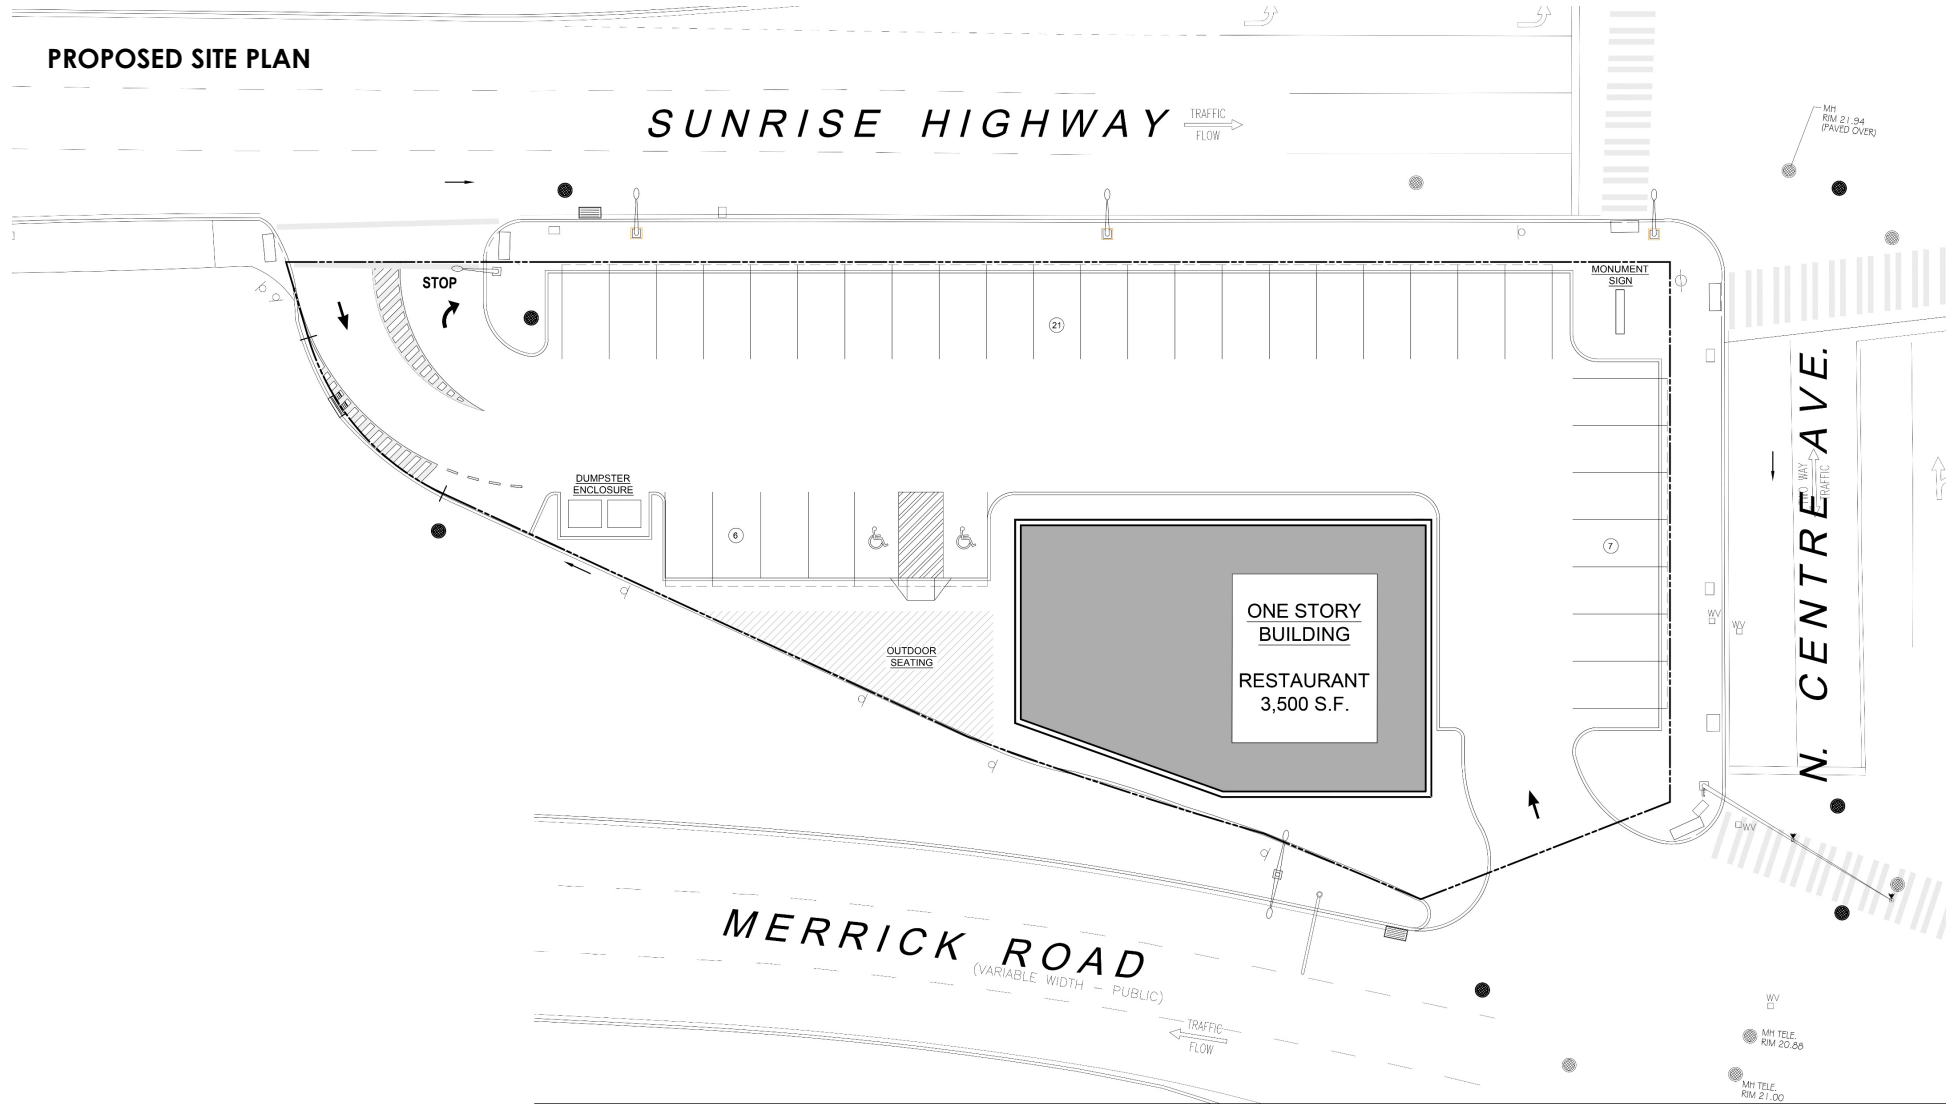 PROPOSED SITE PLAN
SUNRISE HIGHWAY
TRAFFIC
FLOW
MH
RIM 21.94
(PAVED OVER)
STOP
MONUMENT
SIGN
21
N. CENTRE AVE.
TWO WAY
TRAFFIC
DUMPSTER
ENCLOSURE
6
7
ONE STORY
BUILDING
RESTAURANT
3,500 S.F.
OUTDOOR
SEATING
WV
WV
WV
MERRICK ROAD
(VARIABLE WIDTH - PUBLIC)
TRAFFIC
FLOW
WV
MH TELE.
RIM 20.88
MH TELE.
RIM 21.00